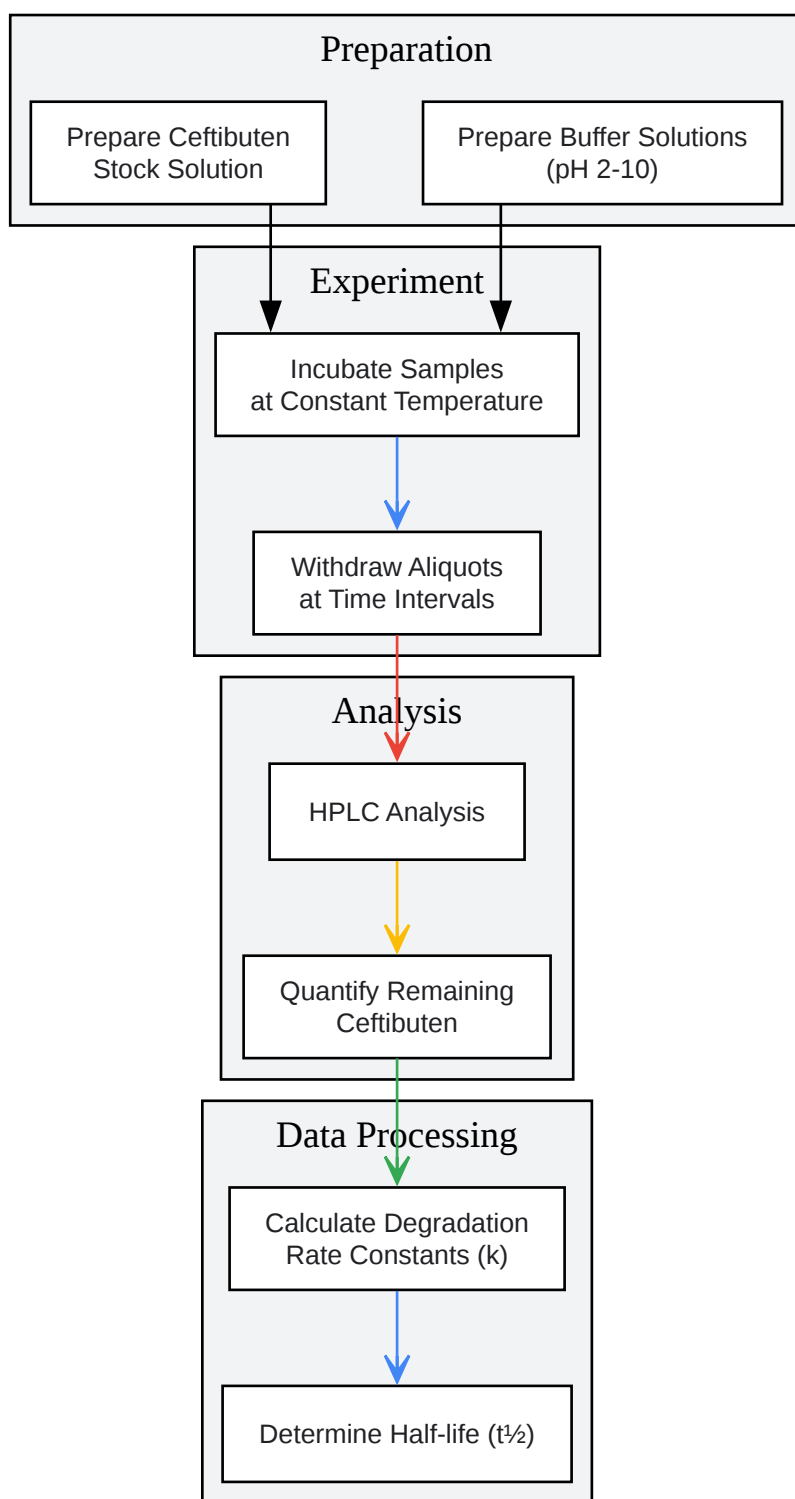 Preparation
Prepare Ceftibuten
Stock Solution
Prepare Buffer Solutions
(pH 2-10)
Experiment
Incubate Samples
at Constant Temperature
Withdraw Aliquots
at Time Intervals
Analysis
HPLC Analysis
Quantify Remaining
Ceftibuten
Data Processing
Calculate Degradation
Rate Constants (k)
Determine Half-life (t½)